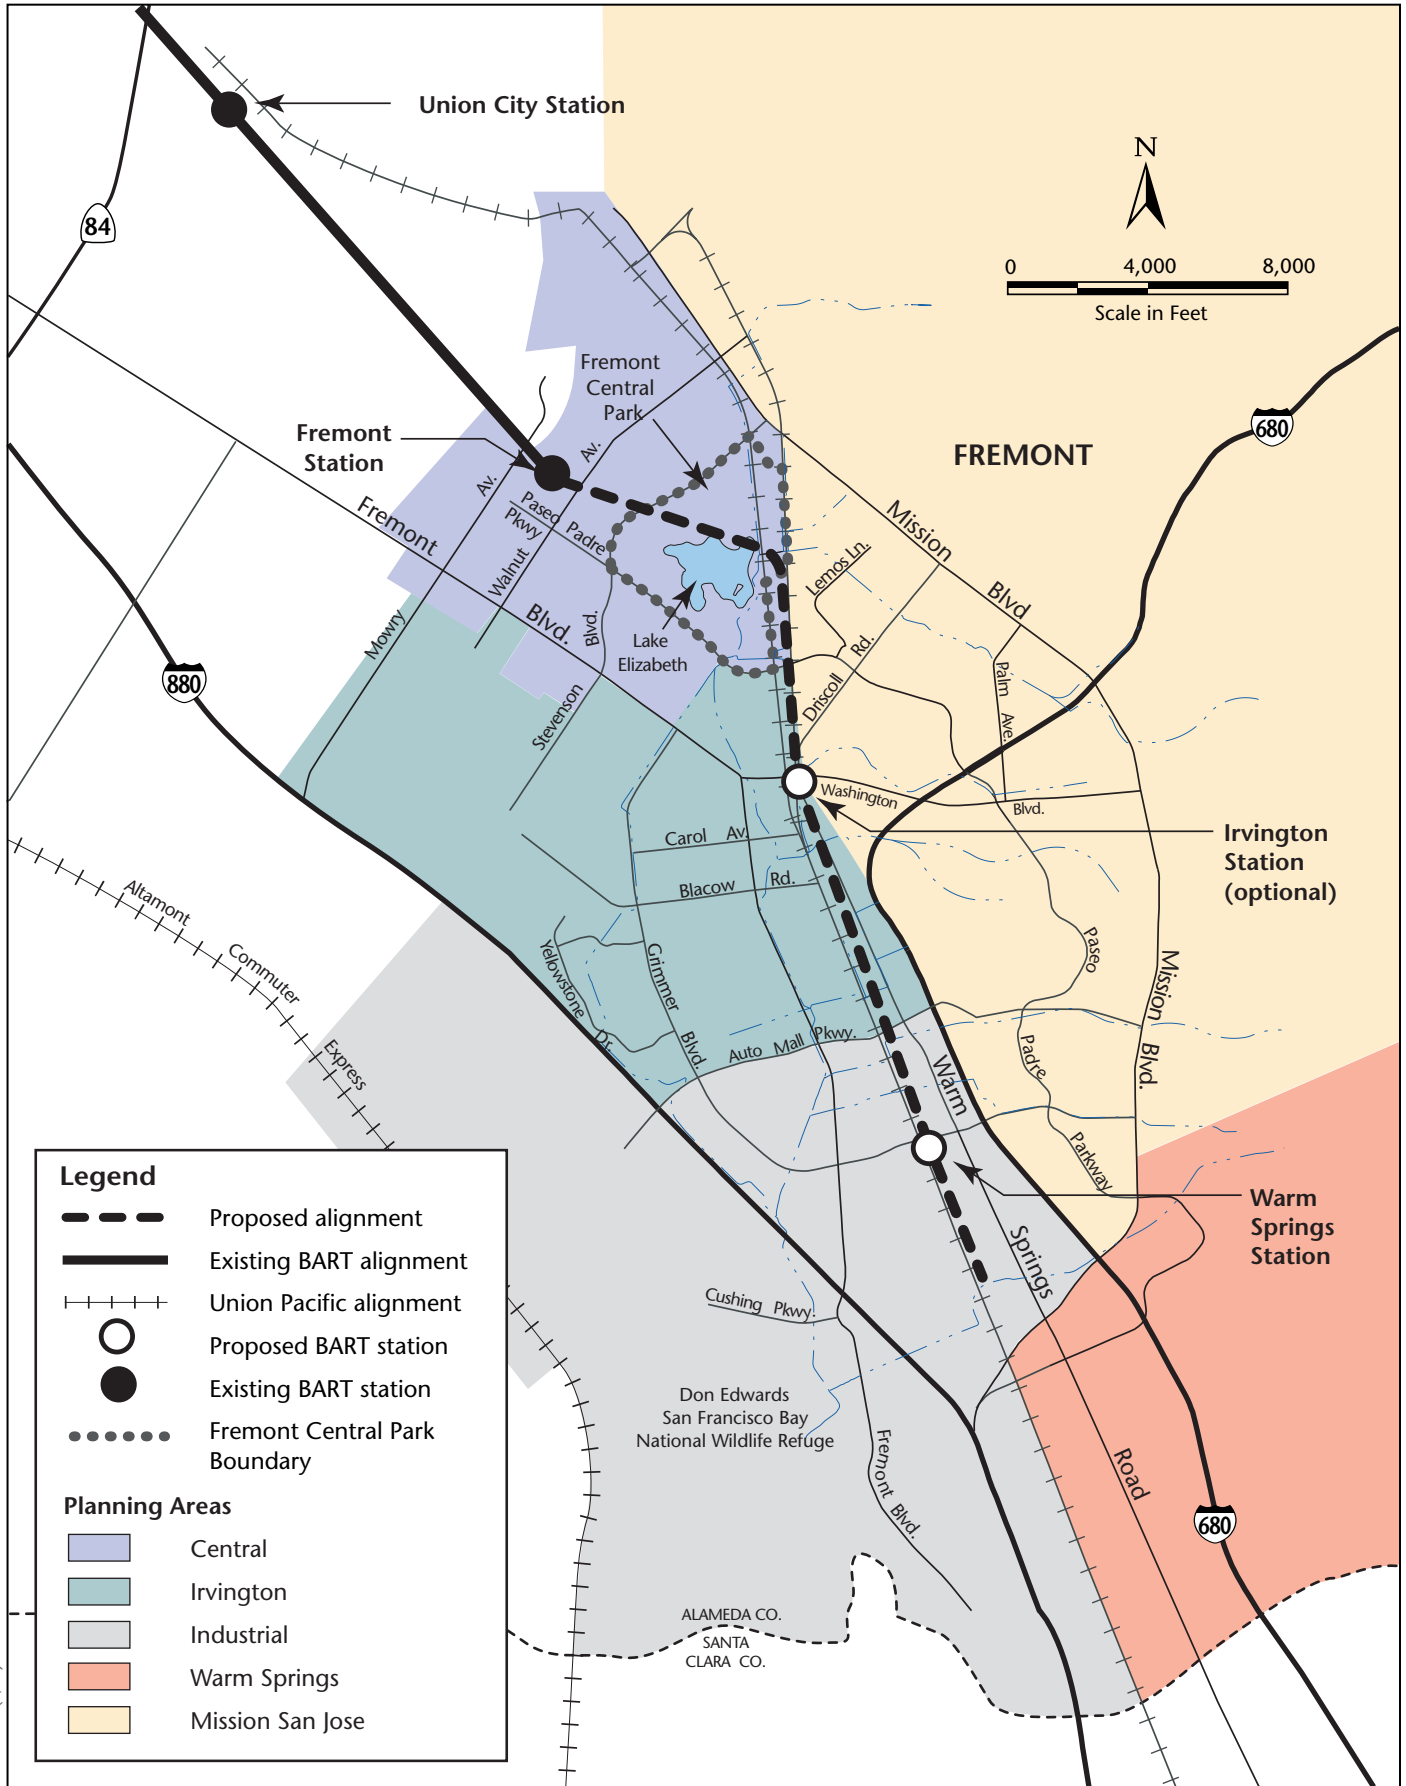 Union City Station
84
N
0 4,000 8,000
Scale in Feet
Fremont
Central
Park
680
FREMONT
Fremont
Station
Av.
Av.
Paseo Padre
Pkwy
Fremont
Blvd.
Walnut
Mowry
Blvd.
Stevenson
Lake
Elizabeth
Mission
Blvd
Lemos Ln.
Driscoll Rd.
Palm Ave.
880
Washington
Blvd.
Irvington
Station
(optional)
Carol Av.
Blacow Rd.
Altamont
Commuter
Express
Yellowstone
Dr.
Grimmer
Blvd.
Auto Mall Pkwy.
Paseo
Padre
Parkway
Mission Blvd.
Warm
Springs
Road
Warm
Springs
Station
Cushing Pkwy.
Don Edwards
San Francisco Bay
National Wildlife Refuge
Fremont Blvd.
680
ALAMEDA CO.
SANTA
CLARA CO.
Legend
Proposed alignment
Existing BART alignment
Union Pacific alignment
Proposed BART station
Existing BART station
Fremont Central Park
Boundary
Planning Areas
Central
Irvington
Industrial
Warm Springs
Mission San Jose